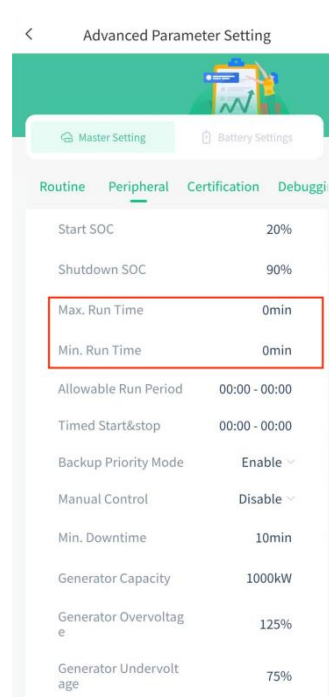 Advanced Parameter Setting
Master Setting Battery Settings
Routine Peripheral Certification Debuggi
Start SOC 20%
Shutdown SOC 90%
Max. Run Time 0min
Min. Run Time 0min
Allowable Run Period 00:00 - 00:00
Timed Start&stop 00:00 - 00:00
Backup Priority Mode Enable
Manual Control Disable
Min. Downtime 10min
Generator Capacity 1000kW
Generator Overvoltag
e 125%
Generator Undervolt
age 75%